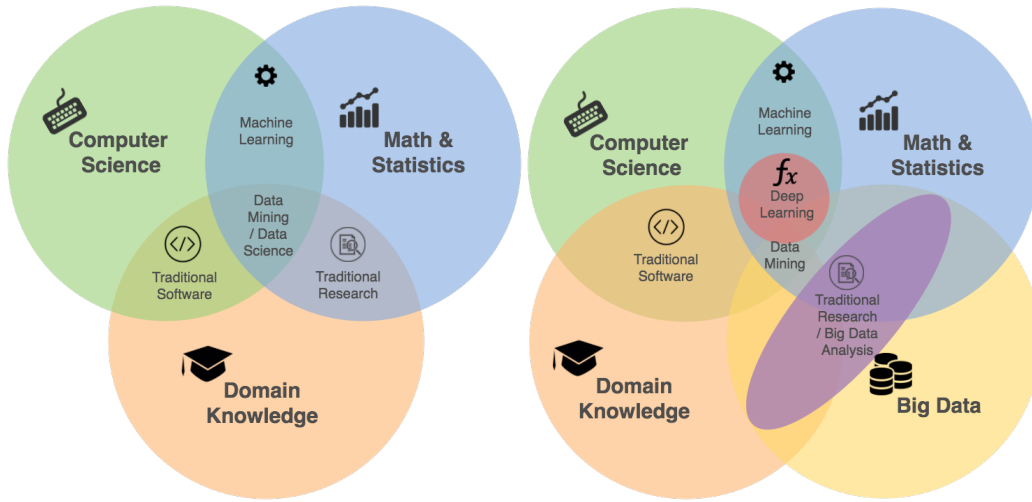 Computer
Science
Machine
Learning
Math &
Statistics
Data
Mining
/ Data
Science
Traditional
Software
Traditional
Research
Domain
Knowledge
Computer
Science
Machine
Learning
Math &
Statistics
fx
Deep
Learning
Traditional
Software
Data
Mining
Traditional
Research
/ Big Data
Analysis
Domain
Knowledge
Big Data